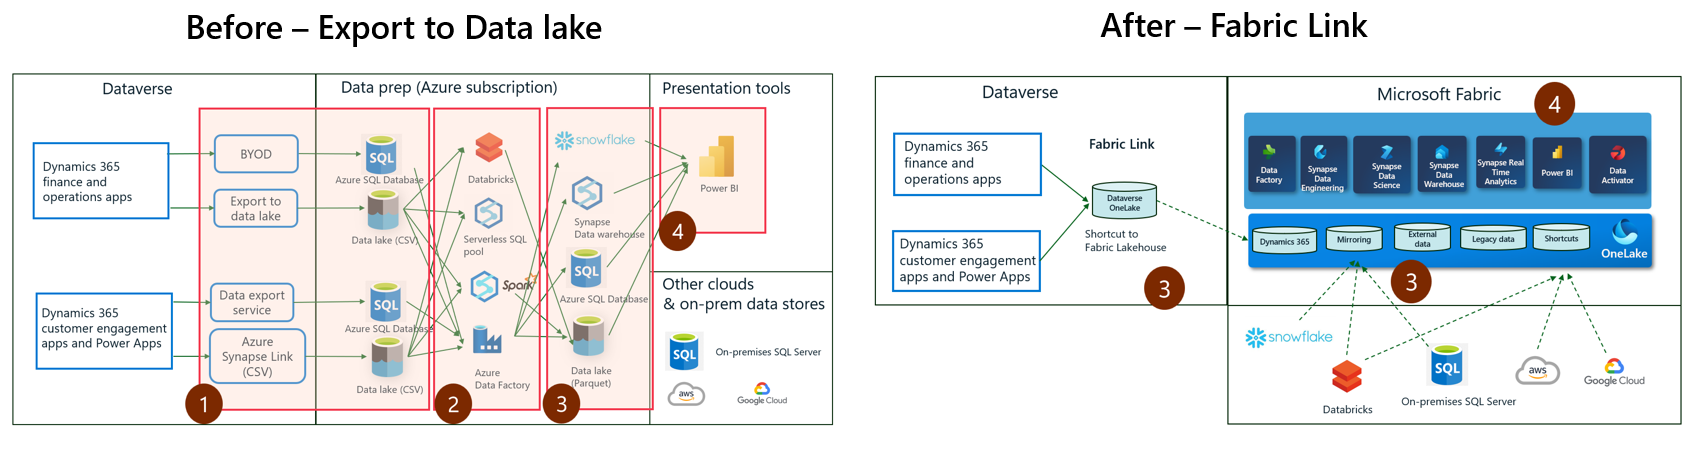 Before – Export to Data lake
Dataverse
Data prep (Azure subscription)
Presentation tools
Dynamics 365
finance and
operations apps
BYOD
Export to
data lake
SQL
Azure SQL Database
Data lake (CSV)
Dynamics 365
customer engagement
apps and Power Apps
Data export
service
Azure
Synapse Link
(CSV)
SQL
Azure SQL Database
Data lake (CSV)
1
Databricks
Serverless SQL
pool
Spark
Azure
Data Factory
2
snowflake
Synapse
Data warehouse
SQL
Azure SQL Database
Data lake
(Parquet)
3
Power BI
4
Other clouds
& on-prem data stores
SQL
On-premises SQL Server
aws
Google Cloud
After – Fabric Link
Dataverse
Dynamics 365
finance and
operations apps
Dynamics 365
customer engagement
apps and Power Apps
Fabric Link
Dataverse
OneLake
Shortcut to
Fabric Lakehouse
3
Microsoft Fabric
4
Data
Factory
Synapse
Data
Engineering
Synapse
Data
Science
Synapse
Data
Warehouse
Synapse Real
Time
Analytics
Power BI
Data
Activator
Dynamics 365
Mirroring
External
data
Legacy data
Shortcuts
OneLake
3
snowflake
Databricks
SQL
On-premises SQL Server
aws
Google Cloud